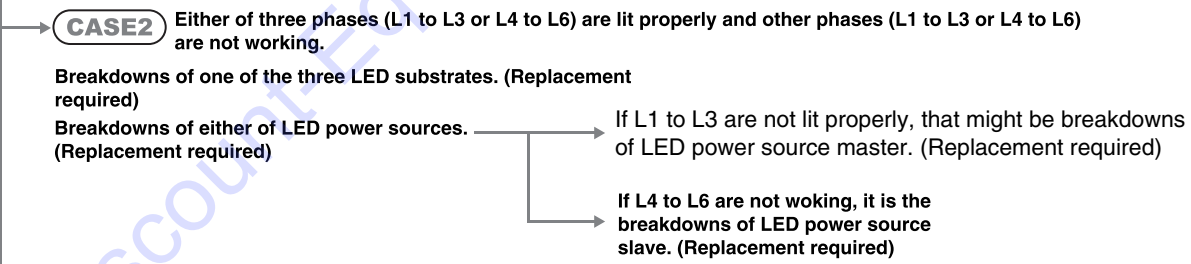 CASE2 Either of three phases (L1 to L3 or L4 to L6) are lit properly and other phases (L1 to L3 or L4 to L6)
are not working.
Breakdowns of one of the three LED substrates. (Replacement
required)
Breakdowns of either of LED power sources.
(Replacement required)
If L1 to L3 are not lit properly, that might be breakdowns
of LED power source master. (Replacement required)
If L4 to L6 are not woking, it is the
breakdowns of LED power source
slave. (Replacement required)
scount-Eq